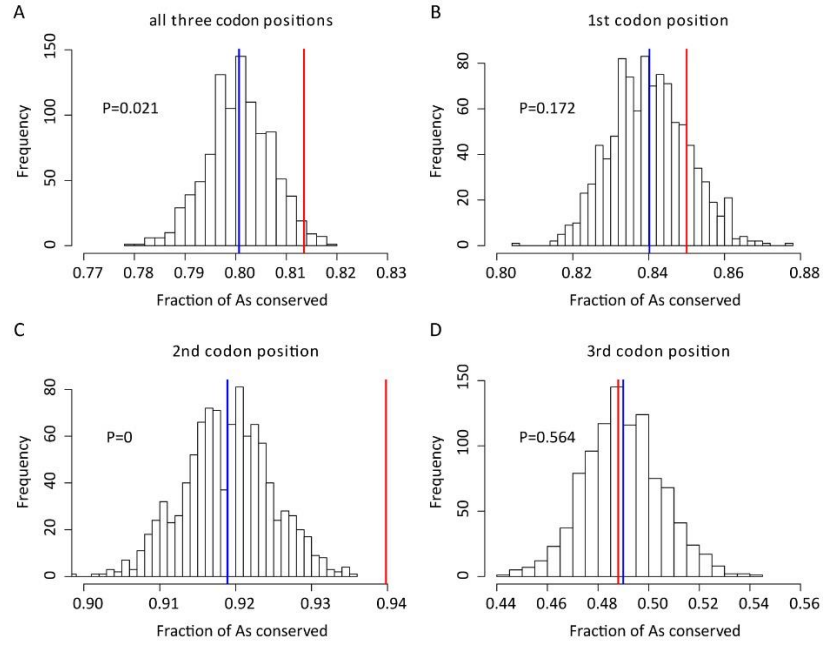 A
all three codon positions
150
100
50
0
Frequency
P=0.021
0.77 0.78 0.79 0.80 0.81 0.82 0.83
Fraction of As conserved
B
1st codon position
80
60
40
20
0
Frequency
P=0.172
0.80 0.82 0.84 0.86 0.88
Fraction of As conserved
C
2nd codon position
80
60
40
20
0
Frequency
P=0
0.90 0.91 0.92 0.93 0.94
Fraction of As conserved
D
3rd codon position
150
100
50
0
Frequency
P=0.564
0.44 0.46 0.48 0.50 0.52 0.54 0.56
Fraction of As conserved